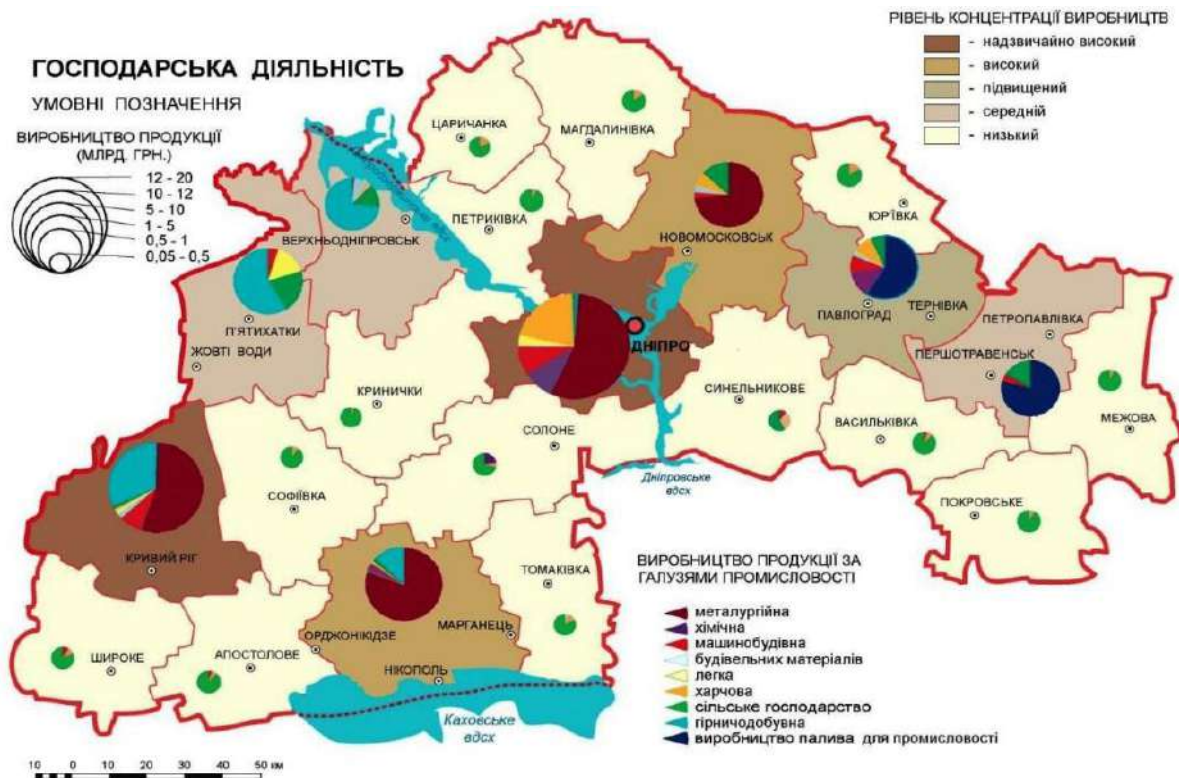 ГОСПОДАРСЬКА ДІЯЛЬНІСТЬ
УМОВНІ ПОЗНАЧЕННЯ
ВИРОБНИЦТВО ПРОДУКЦІЇ
(МЛРД. ГРН.)
12 - 20
10 - 12
5 - 10
1 - 5
0,5 - 1
0,05 - 0,5
РІВЕНЬ КОНЦЕНТРАЦІЇ ВИРОБНИЦТВ
- надзвичайно високий
- високий
- підвищений
- середній
- низький
ЦАРИЧАНКА
МАГДАЛИНІВКА
ПЕТРИКІВКА
ЮР'ЇВКА
ВЕРХНЬОДНІПРОВСЬК
НОВОМОСКОВСЬК
П'ЯТИХАТКИ
ЖОВТІ ВОДИ
ДНІПРО
ПАВЛОГРАД
ТЕРНІВКА
ПЕТРОПАВЛІВКА
ПЕРШОТРАВЕНСЬК
КРИНИЧКИ
СИНЕЛЬНИКОВЕ
ВАСИЛЬКІВКА
МЕЖОВА
СОЛОНЕ
Дніпровське
вдсх
СОФІЇВКА
ПОКРОВСЬКЕ
КРИВИЙ РІГ
ТОМАКІВКА
МАРГАНЕЦЬ
ОРДЖОНІКІДЗЕ
ШИРОКЕ
АПОСТОЛОВЕ
НІКОПОЛЬ
Каховське
вдсх
ВИРОБНИЦТВО ПРОДУКЦІЇ ЗА
ГАЛУЗЯМИ ПРОМИСЛОВОСТІ
металургійна
хімічна
машинобудівна
будівельних матеріалів
легка
харчова
сільське господарство
гірничодобувна
виробництво палива для промисловості
10 0 10 20 30 40 50 км